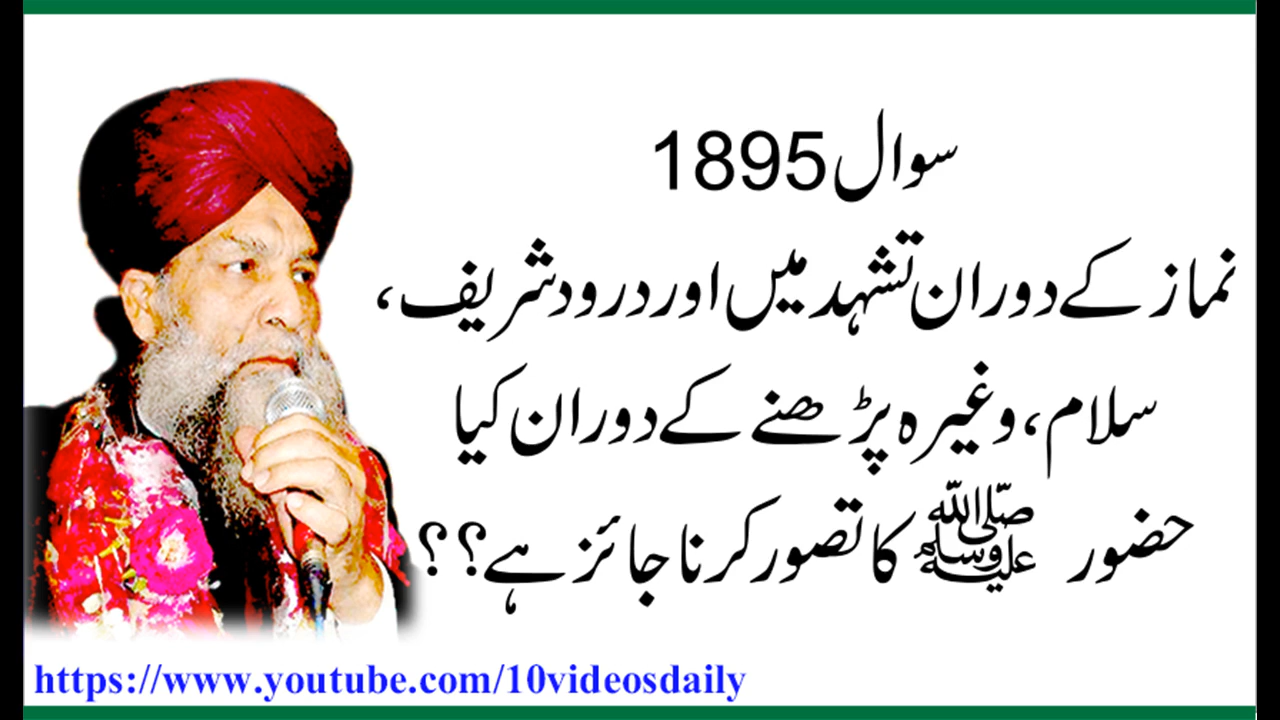 سوال 1895
نماز کے دوران تشہد میں اور درود شریف،
سلام، وغیرہ پڑھنے کے دوران کیا
حضور ﷺ کا تصور کرنا جائز ہے؟؟
https://www.youtube.com/10videosdaily